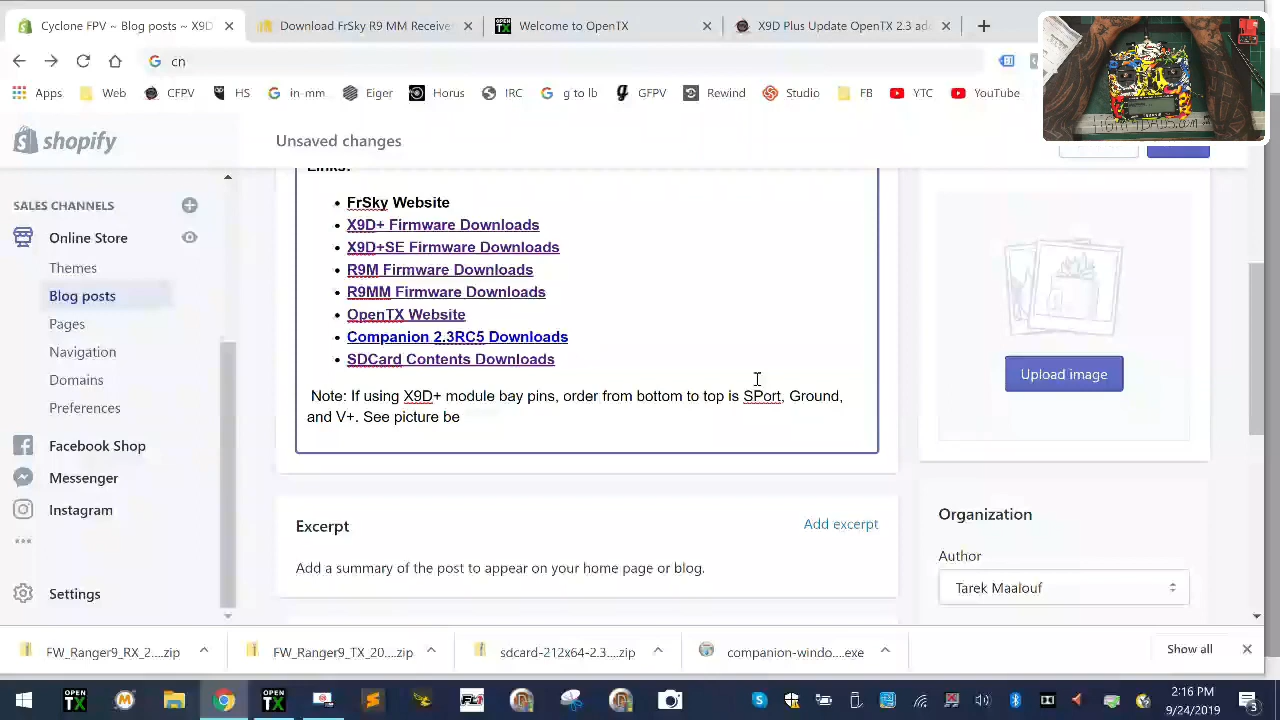 Cyclone FPV ~ Blog posts ~ X9D
Download FrSky R9 MM Receive
Welcome to OpenTX
X9D Plus Update OpenTX 2.3 ad
cn
Apps
Web
CFPV
HS
in-mm
Eiger
Horus
IRC
g to lb
GFPV
Rewind
Studio
FB
YTC
YouTube
shopify
Unsaved changes
Links:
SALES CHANNELS
Online Store
Themes
Blog posts
Pages
Navigation
Domains
Preferences
Facebook Shop
Messenger
Instagram
Settings
• FrSky Website
• X9D+ Firmware Downloads
• X9D+SE Firmware Downloads
• R9M Firmware Downloads
• R9MM Firmware Downloads
• OpenTX Website
• Companion 2.3RC5 Downloads
• SDCard Contents Downloads
Note: If using X9D+ module bay pins, order from bottom to top is SPort, Ground,
and V+. See picture be
Excerpt
Add excerpt
Add a summary of the post to appear on your home page or blog.
Upload image
Organization
Author
Tarek Maalouf
FW_Ranger9_RX_2....zip
FW_Ranger9_TX_20....zip
sdcard-212x64-2.3....zip
companion-windo....exe
Show all
OPEN TX
OPEN TX
2:16 PM
9/24/2019
3